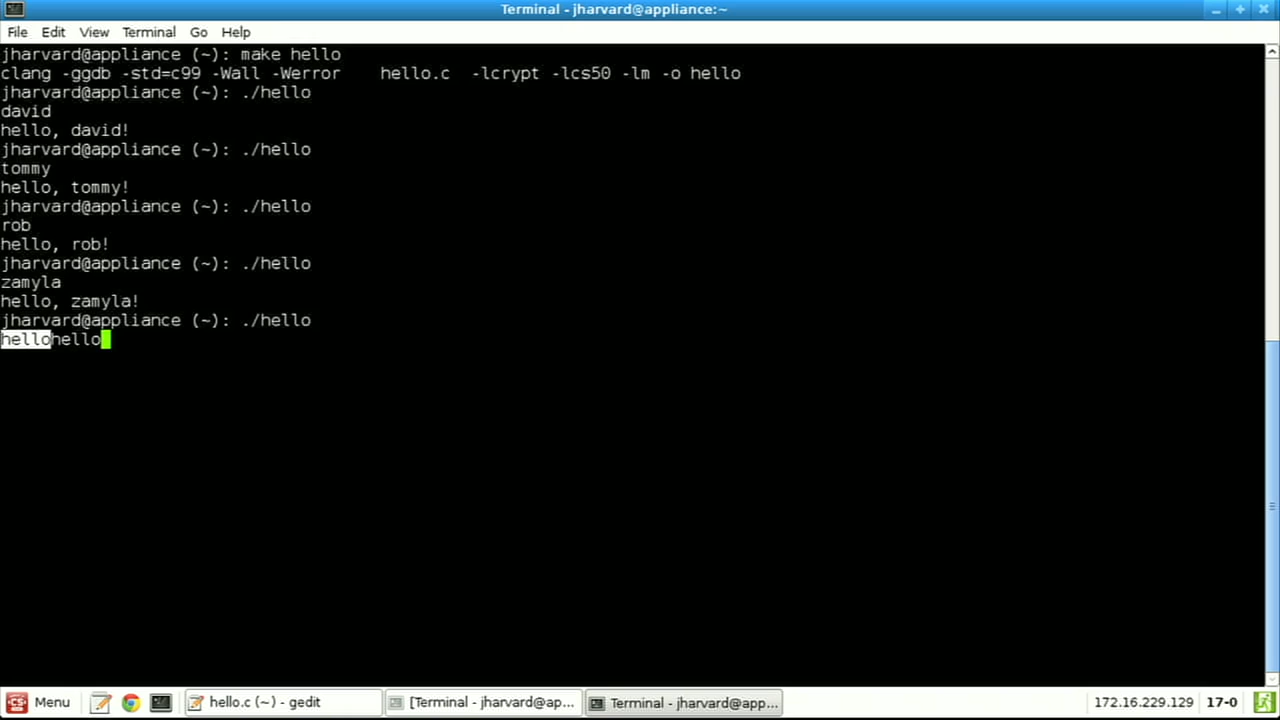 Terminal - jharvard@appliance:~
File Edit View Terminal Go Help
jharvard@appliance (~): make hello
clang -ggdb -std=c99 -Wall -Werror    hello.c  -lcrypt -lcs50 -lm -o hello
jharvard@appliance (~): ./hello
david
hello, david!
jharvard@appliance (~): ./hello
tommy
hello, tommy!
jharvard@appliance (~): ./hello
rob
hello, rob!
jharvard@appliance (~): ./hello
zamyla
hello, zamyla!
jharvard@appliance (~): ./hello
hellohello
Menu hello.c (~) - gedit [Terminal - jharvard@ap... Terminal - jharvard@app... 172.16.229.129 17-0